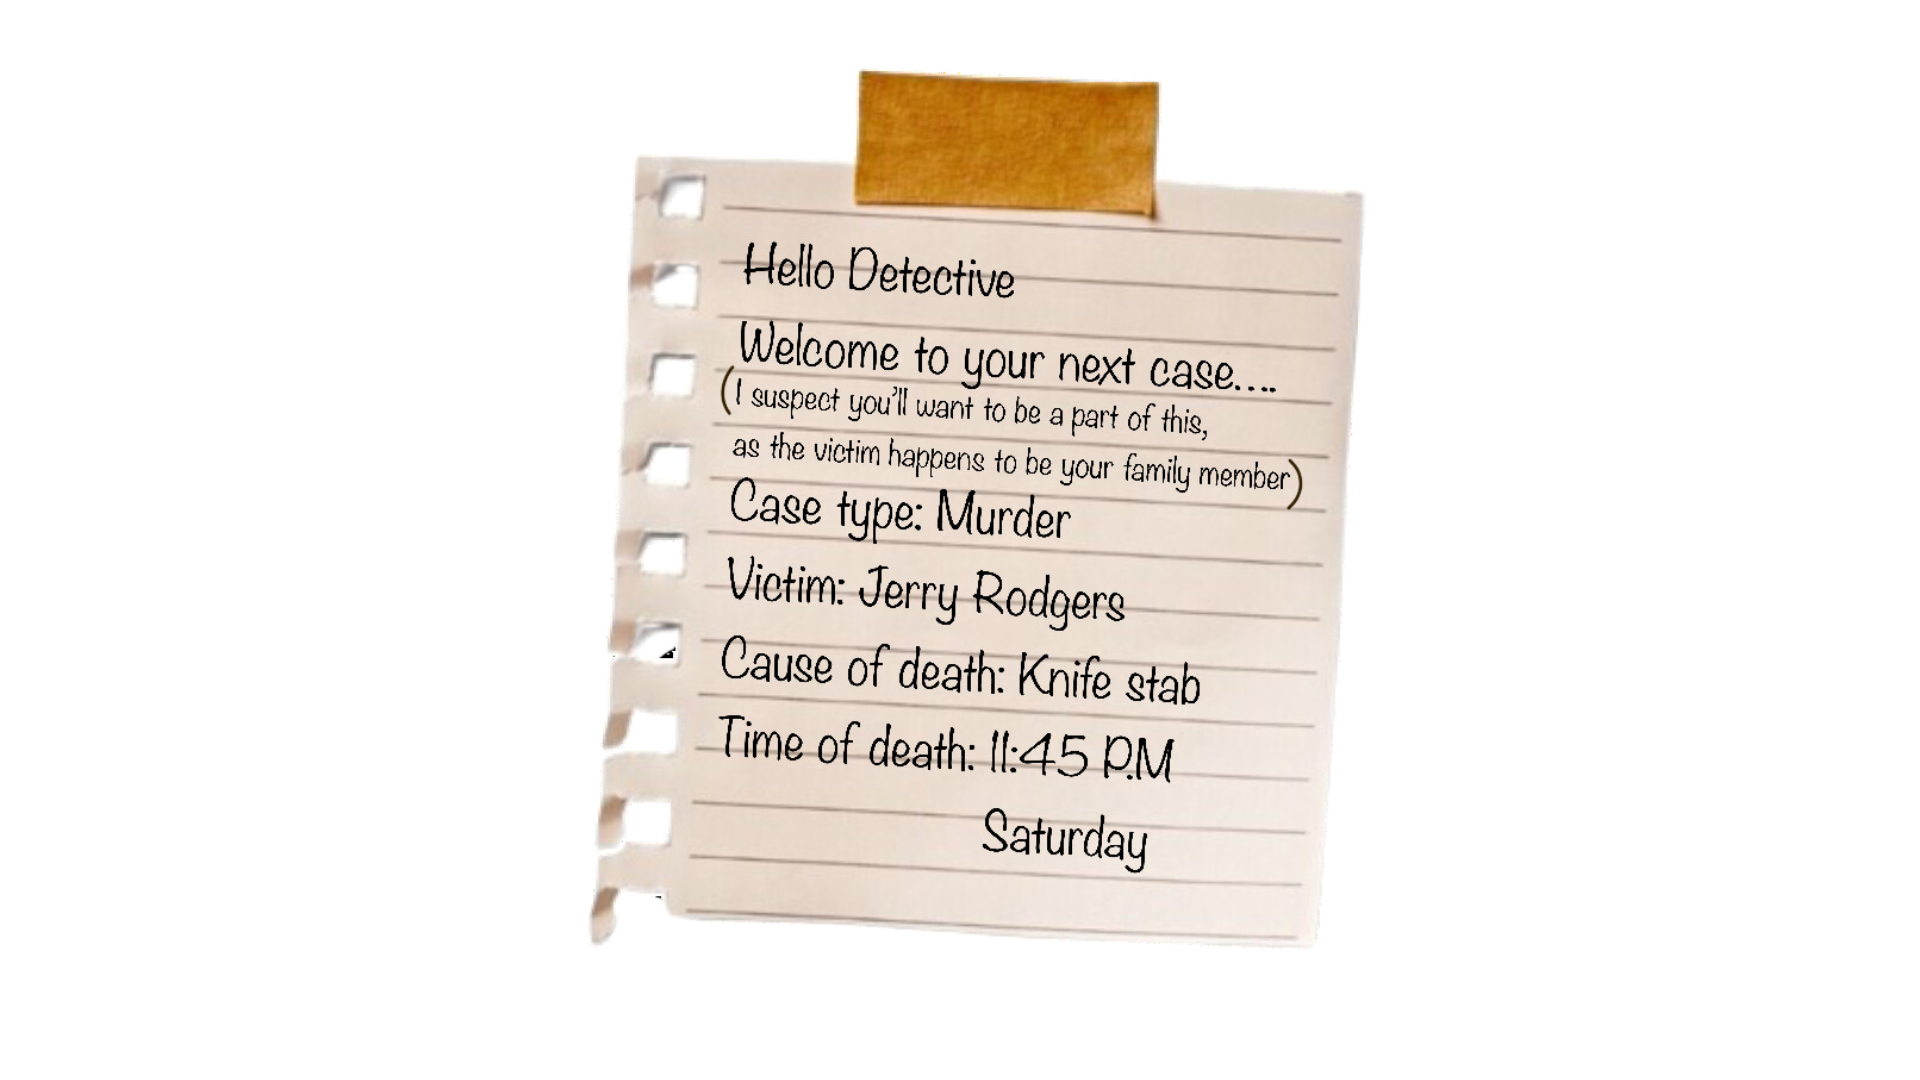 Hello Detective
Welcome to your next case....
(I suspect you'll want to be a part of this,
as the victim happens to be your family member)
Case type: Murder
Victim: Jerry Rodgers
Cause of death: Knife stab
Time of death: 11:45 P.M
Saturday